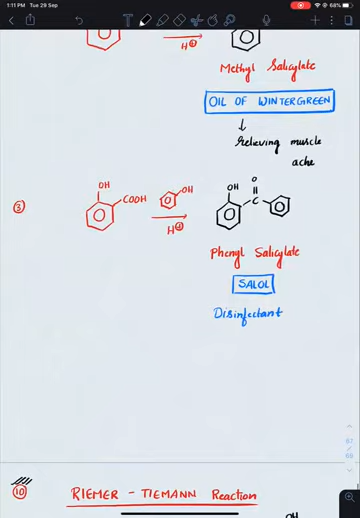 1:11 PM Tue 29 Sep
H⊕
Methyl Salicylate
OIL OF WINTERGREEN
↓
Relieving muscle
ache
③
OH
COOH
OH
H⊕
OH
O
C
Phenyl Salicylate
SALOL
Disinfectant
67
/
68
⑩ RIEMER - TIEMANN Reaction
OH